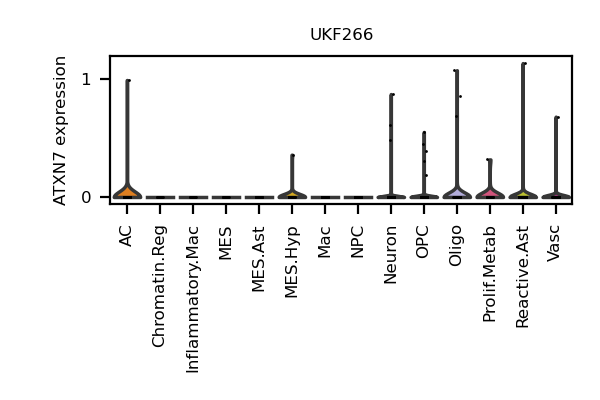 UKF266
ATXN7 expression
1
0
AC
Chromatin.Reg
Inflammatory.Mac
MES
MES.Ast
MES.Hyp
Mac
NPC
Neuron
OPC
Oligo
Prolif.Metab
Reactive.Ast
Vasc